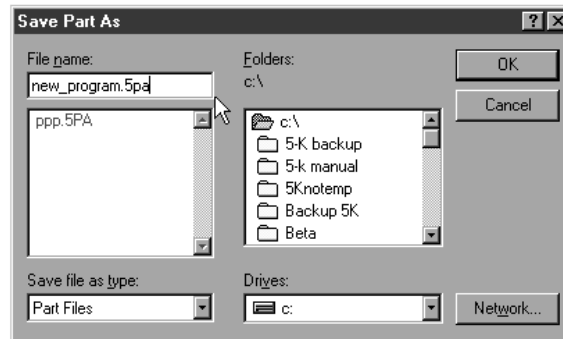 Save Part As
File name:
new_program.5pa
ppp.5PA
Save file as type:
Part Files
Folders:
c:\
c:\
5-K backup
5-k manual
5Knotemp
Backup 5K
Beta
Drives:
c:
OK
Cancel
Network...